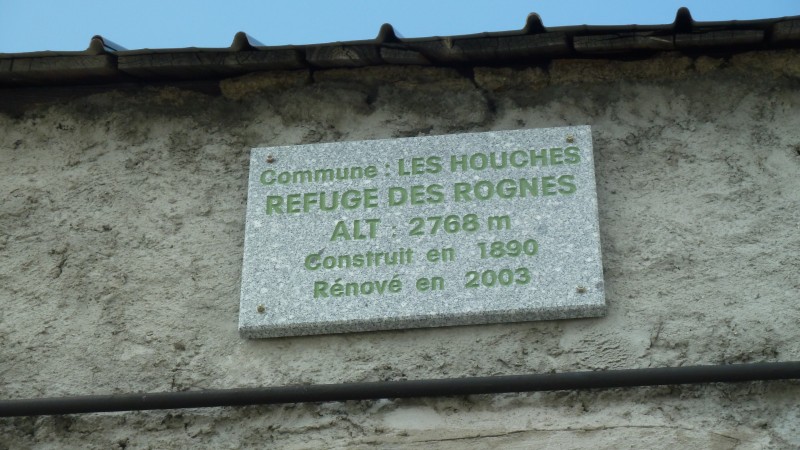 Commune : LES HOUCHES
REFUGE DES ROGNES
ALT : 2768 m
Construit en 1890
Rénové en 2003